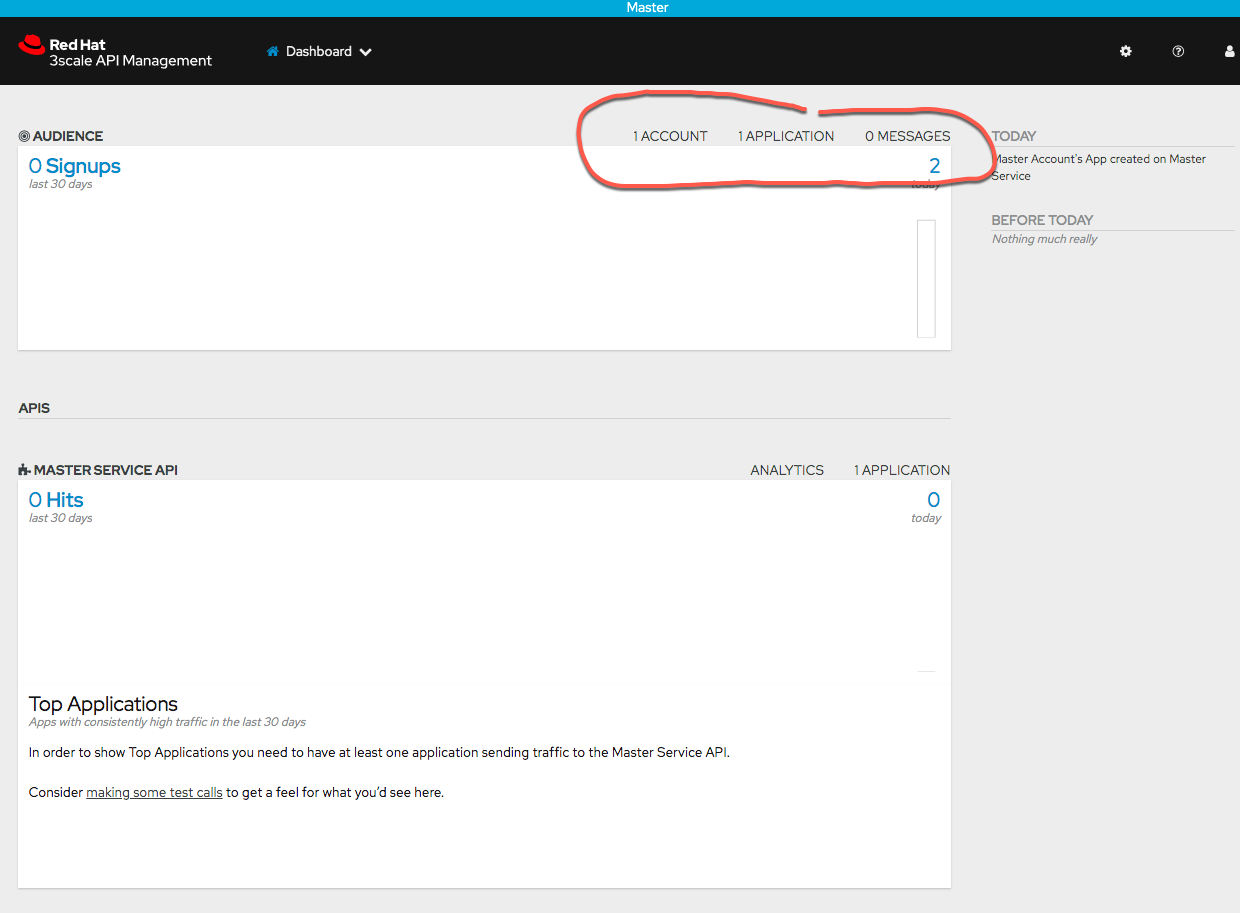 Master
Red Hat
3scale API Management
Dashboard
AUDIENCE
1 ACCOUNT 1 APPLICATION 0 MESSAGES
0 Signups
last 30 days
2
today
TODAY
Master Account's App created on Master
Service
BEFORE TODAY
Nothing much really
APIS
MASTER SERVICE API
ANALYTICS 1 APPLICATION
0 Hits
last 30 days
0
today
Top Applications
Apps with consistently high traffic in the last 30 days
In order to show Top Applications you need to have at least one application sending traffic to the Master Service API.
Consider making some test calls to get a feel for what you'd see here.